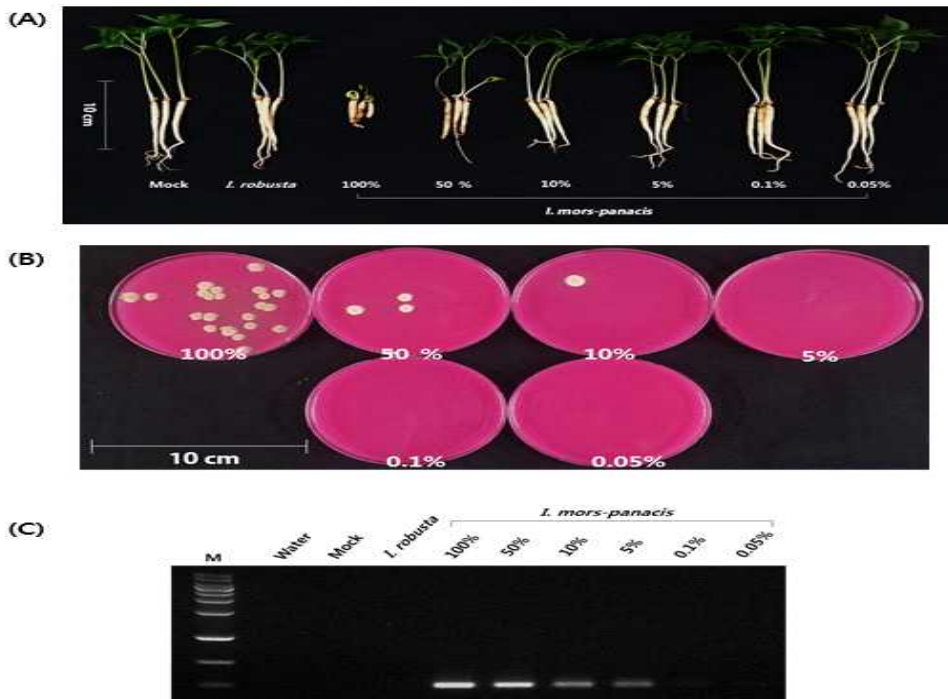 (A)
10 cm
Mock I. robusta 100% 50 % 10% 5% 0.1% 0.05%
I. mors-panacis
(B)
100% 50 % 10% 5%
0.1% 0.05%
10 cm
(C)
I. mors-panacis
M Water Mock I. robusta 100% 50% 10% 5% 0.1% 0.05%